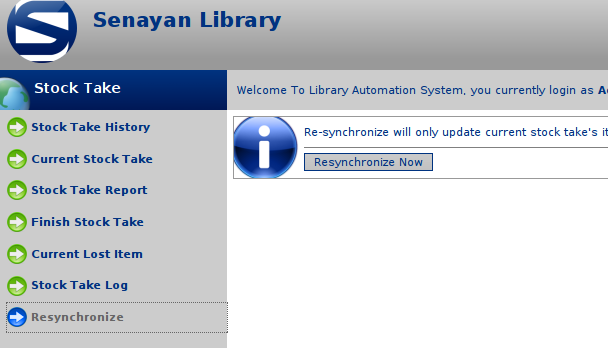 Senayan Library
Stock Take
Welcome To Library Automation System, you currently login as
Stock Take History
Re-synchronize will only update current stock take's
Current Stock Take
Resynchronize Now
Stock Take Report
Finish Stock Take
Current Lost Item
Stock Take Log
Resynchronize